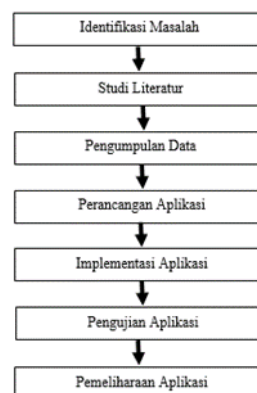 Identifikasi Masalah
Studi Literatur
Pengumpulan Data
Perancangan Aplikasi
Implementasi Aplikasi
Pengujian Aplikasi
Pemeliharaan Aplikasi